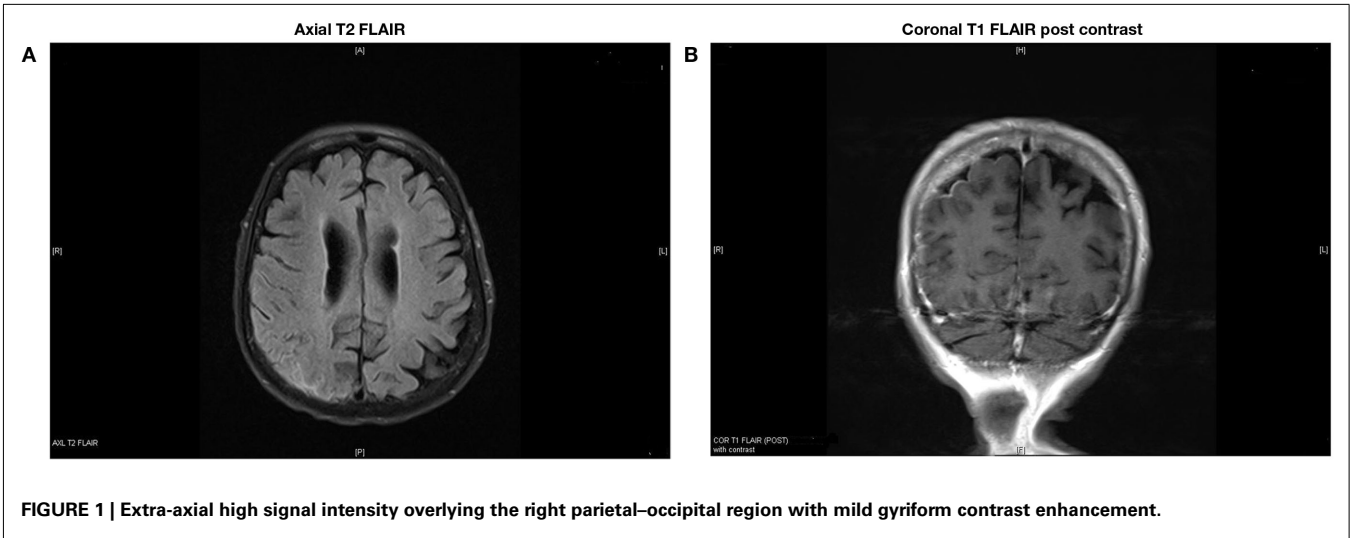 Axial T2 FLAIR
Coronal T1 FLAIR post contrast
A
[A]
[R]
[L]
AXL T2 FLAIR
[P]
B
[H]
[R]
[L]
COR T1 FLAIR (POST)
with contrast
[F]
FIGURE 1 | Extra-axial high signal intensity overlying the right parietal–occipital region with mild gyriform contrast enhancement.